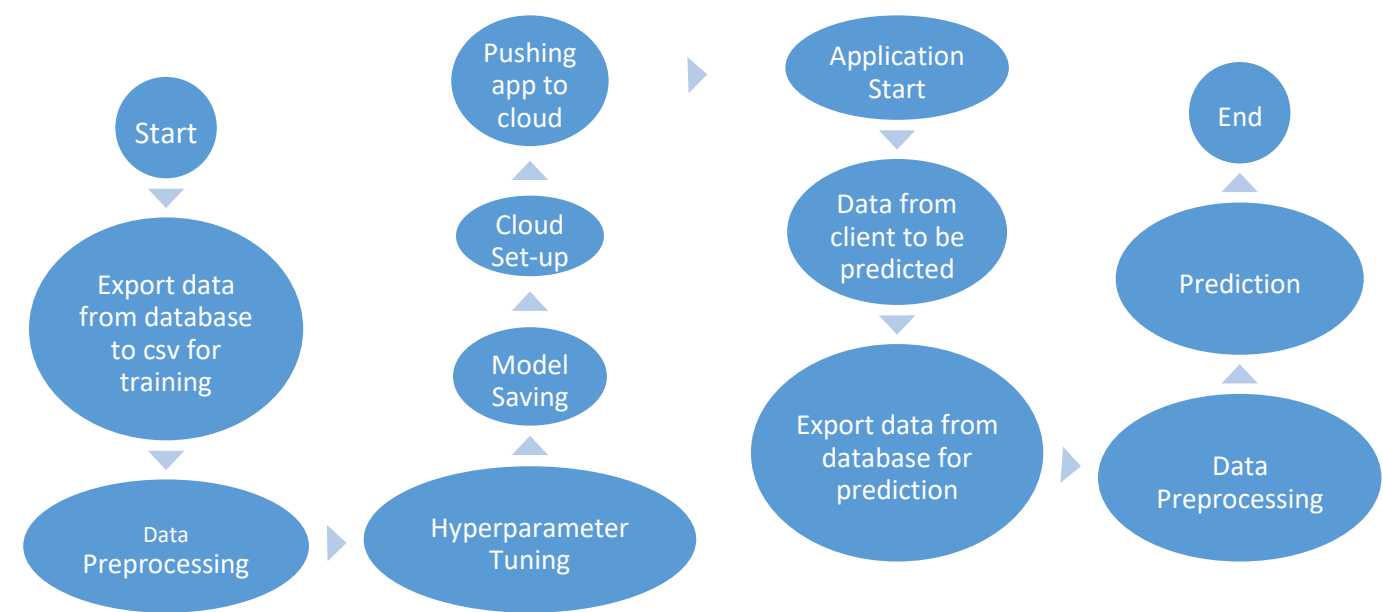 Start
Export data
from database
to csv for
training
Data
Preprocessing
Hyperparameter
Tuning
Model
Saving
Cloud
Set-up
Pushing
app to
cloud
Application
Start
Data from
client to be
predicted
Export data from
database for
prediction
Data
Preprocessing
Prediction
End